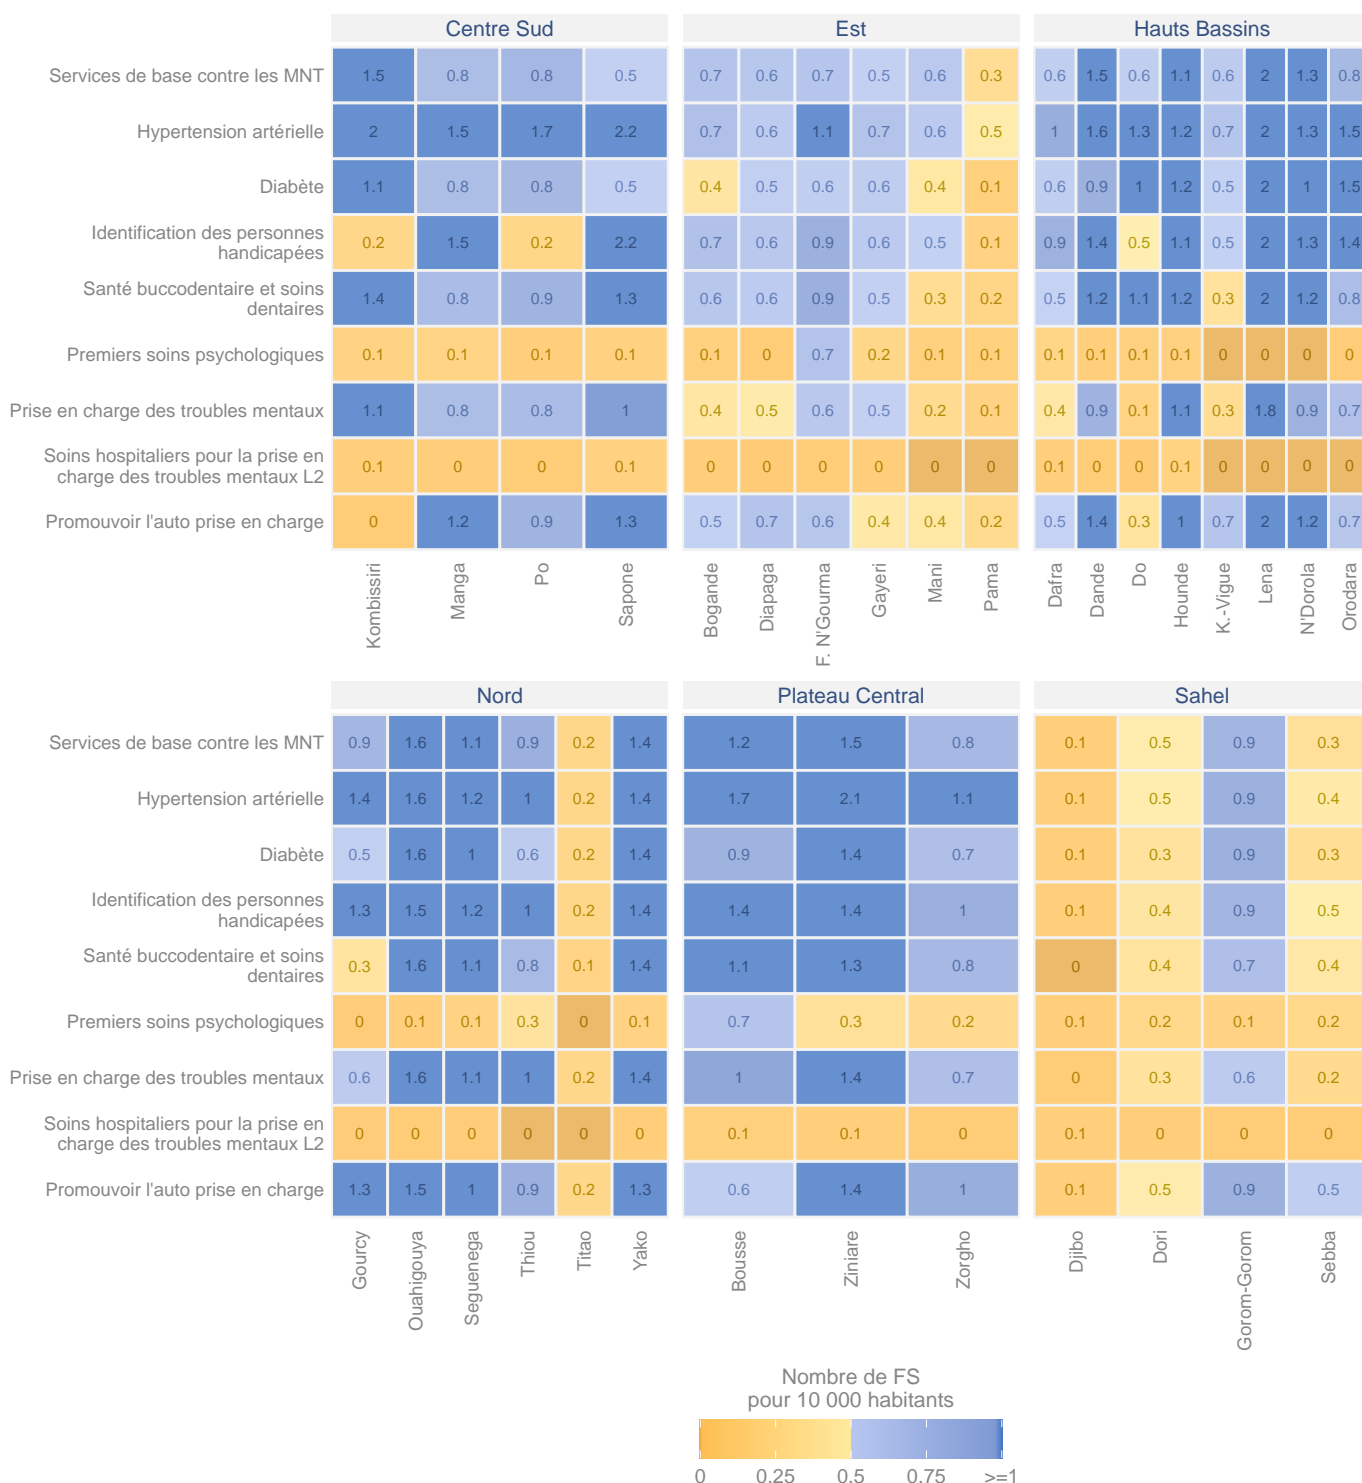 Centre Sud Est Hauts Bassins
Services de base contre les MNT 1.5 0.8 0.8 0.5 0.7 0.6 0.7 0.5 0.6 0.3 0.6 1.5 0.6 1.1 0.6 2 1.3 0.8
Hypertension artérielle 2 1.5 1.7 2.2 0.7 0.6 1.1 0.7 0.6 0.5 1 1.6 1.3 1.2 0.7 2 1.3 1.5
Diabète 1.1 0.8 0.8 0.5 0.4 0.5 0.6 0.6 0.4 0.1 0.6 0.9 1 1.2 0.5 2 1 1.5
Identification des personnes
handicapées 0.2 1.5 0.2 2.2 0.7 0.6 0.9 0.6 0.5 0.1 0.9 1.4 0.5 1.1 0.5 2 1.3 1.4
Santé buccodentaire et soins
dentaires 1.4 0.8 0.9 1.3 0.6 0.6 0.9 0.5 0.3 0.2 0.5 1.2 1.1 1.2 0.3 2 1.2 0.8
Premiers soins psychologiques 0.1 0.1 0.1 0.1 0.1 0 0.7 0.2 0.1 0.1 0.1 0.1 0.1 0.1 0 0 0 0
Prise en charge des troubles mentaux 1.1 0.8 0.8 1 0.4 0.5 0.6 0.5 0.2 0.1 0.4 0.9 0.1 1.1 0.3 1.8 0.9 0.7
Soins hospitaliers pour la prise en
charge des troubles mentaux L2 0.1 0 0 0.1 0 0 0 0 0 0 0.1 0 0 0.1 0 0 0 0
Promouvoir l'auto prise en charge 0 1.2 0.9 1.3 0.5 0.7 0.6 0.4 0.4 0.2 0.5 1.4 0.3 1 0.7 2 1.2 0.7
Kombissiri Manga Po Sapone Bogande Diapaga F. N'Gourma Gayeri Mani Pama Dafra Dande Do Hounde K.-Vigue Lena N'Dorola Orodara
Nord Plateau Central Sahel
Services de base contre les MNT 0.9 1.6 1.1 0.9 0.2 1.4 1.2 1.5 0.8 0.1 0.5 0.9 0.3
Hypertension artérielle 1.4 1.6 1.2 1 0.2 1.4 1.7 2.1 1.1 0.1 0.5 0.9 0.4
Diabète 0.5 1.6 1 0.6 0.2 1.4 0.9 1.4 0.7 0.1 0.3 0.9 0.3
Identification des personnes
handicapées 1.3 1.5 1.2 1 0.2 1.4 1.4 1.4 1 0.1 0.4 0.9 0.5
Santé buccodentaire et soins
dentaires 0.3 1.6 1.1 0.8 0.1 1.4 1.1 1.3 0.8 0 0.4 0.7 0.4
Premiers soins psychologiques 0 0.1 0.1 0.3 0 0.1 0.7 0.3 0.2 0.1 0.2 0.1 0.2
Prise en charge des troubles mentaux 0.6 1.6 1.1 1 0.2 1.4 1 1.4 0.7 0 0.3 0.6 0.2
Soins hospitaliers pour la prise en
charge des troubles mentaux L2 0 0 0 0 0 0 0.1 0.1 0 0.1 0 0 0
Promouvoir l'auto prise en charge 1.3 1.5 1 0.9 0.2 1.3 0.6 1.4 1 0.1 0.5 0.9 0.5
Gourcy Ouahigouya Seguenega Thiou Titao Yako Bousse Ziniare Zorgho Djibo Dori Gorom-Gorom Sebba
Nombre de FS
pour 10 000 habitants
0 0.25 0.5 0.75 >=1